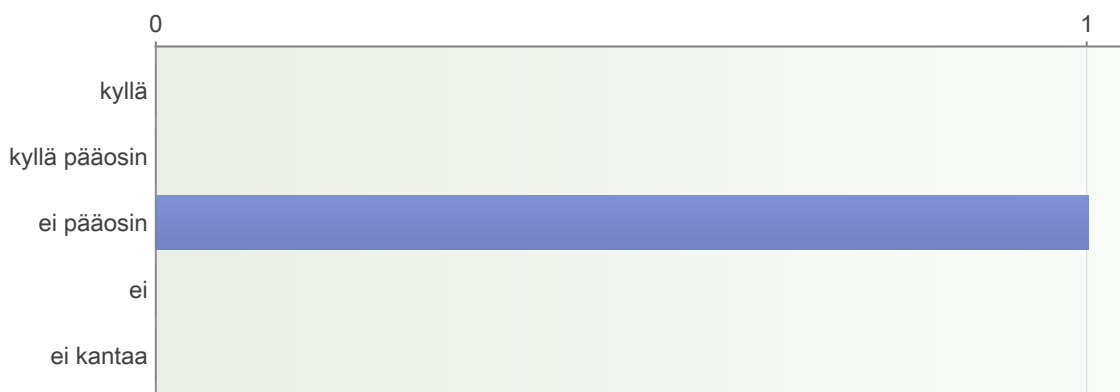 0 1
kyllä
kyllä pääosin
ei pääosin
ei
ei kantaa